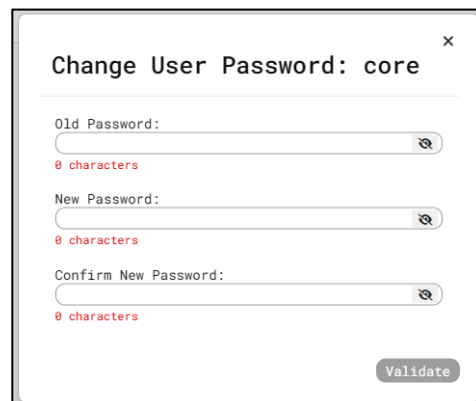 ×
Change User Password: core
Old Password:
0 characters
New Password:
0 characters
Confirm New Password:
0 characters
Validate